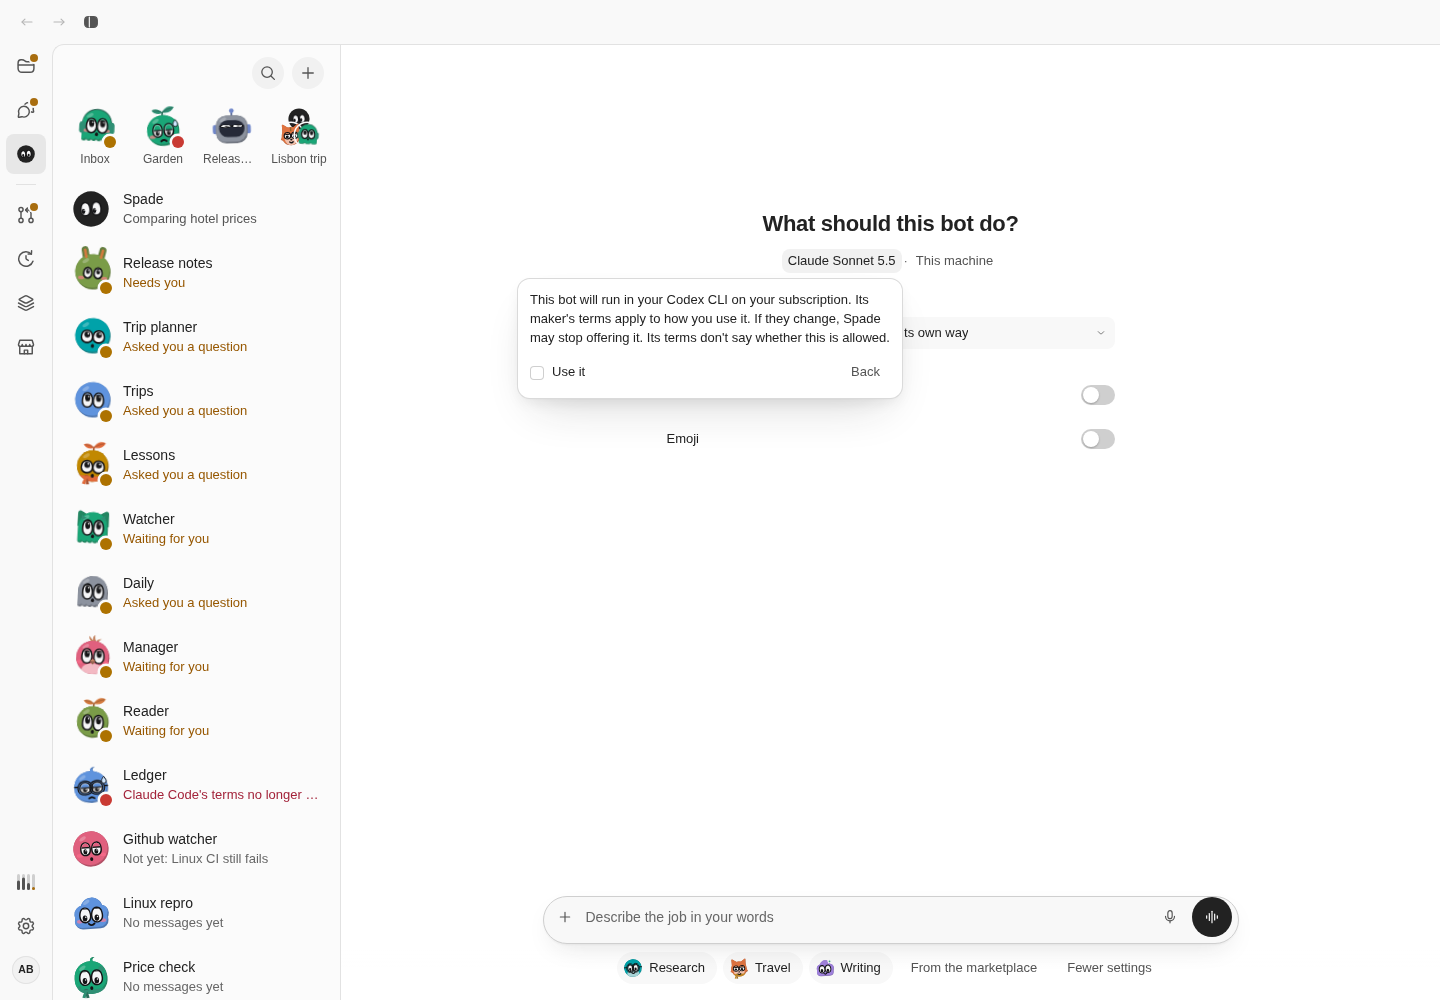 Inbox
Garden
Releas…
Lisbon trip
Spade
Comparing hotel prices
Release notes
Needs you
Trip planner
Asked you a question
Trips
Asked you a question
Lessons
Asked you a question
Watcher
Waiting for you
Daily
Asked you a question
Manager
Waiting for you
Reader
Waiting for you
Ledger
Claude Code's terms no longer …
Github watcher
Not yet: Linux CI still fails
Linux repro
No messages yet
Price check
No messages yet
AB
What should this bot do?
Claude Sonnet 5.5 · This machine
This bot will run in your Codex CLI on your subscription. Its
maker's terms apply to how you use it. If they change, Spade
may stop offering it. Its terms don't say whether this is allowed.
Use it
Back
ts own way
Emoji
Describe the job in your words
Research
Travel
Writing
From the marketplace
Fewer settings